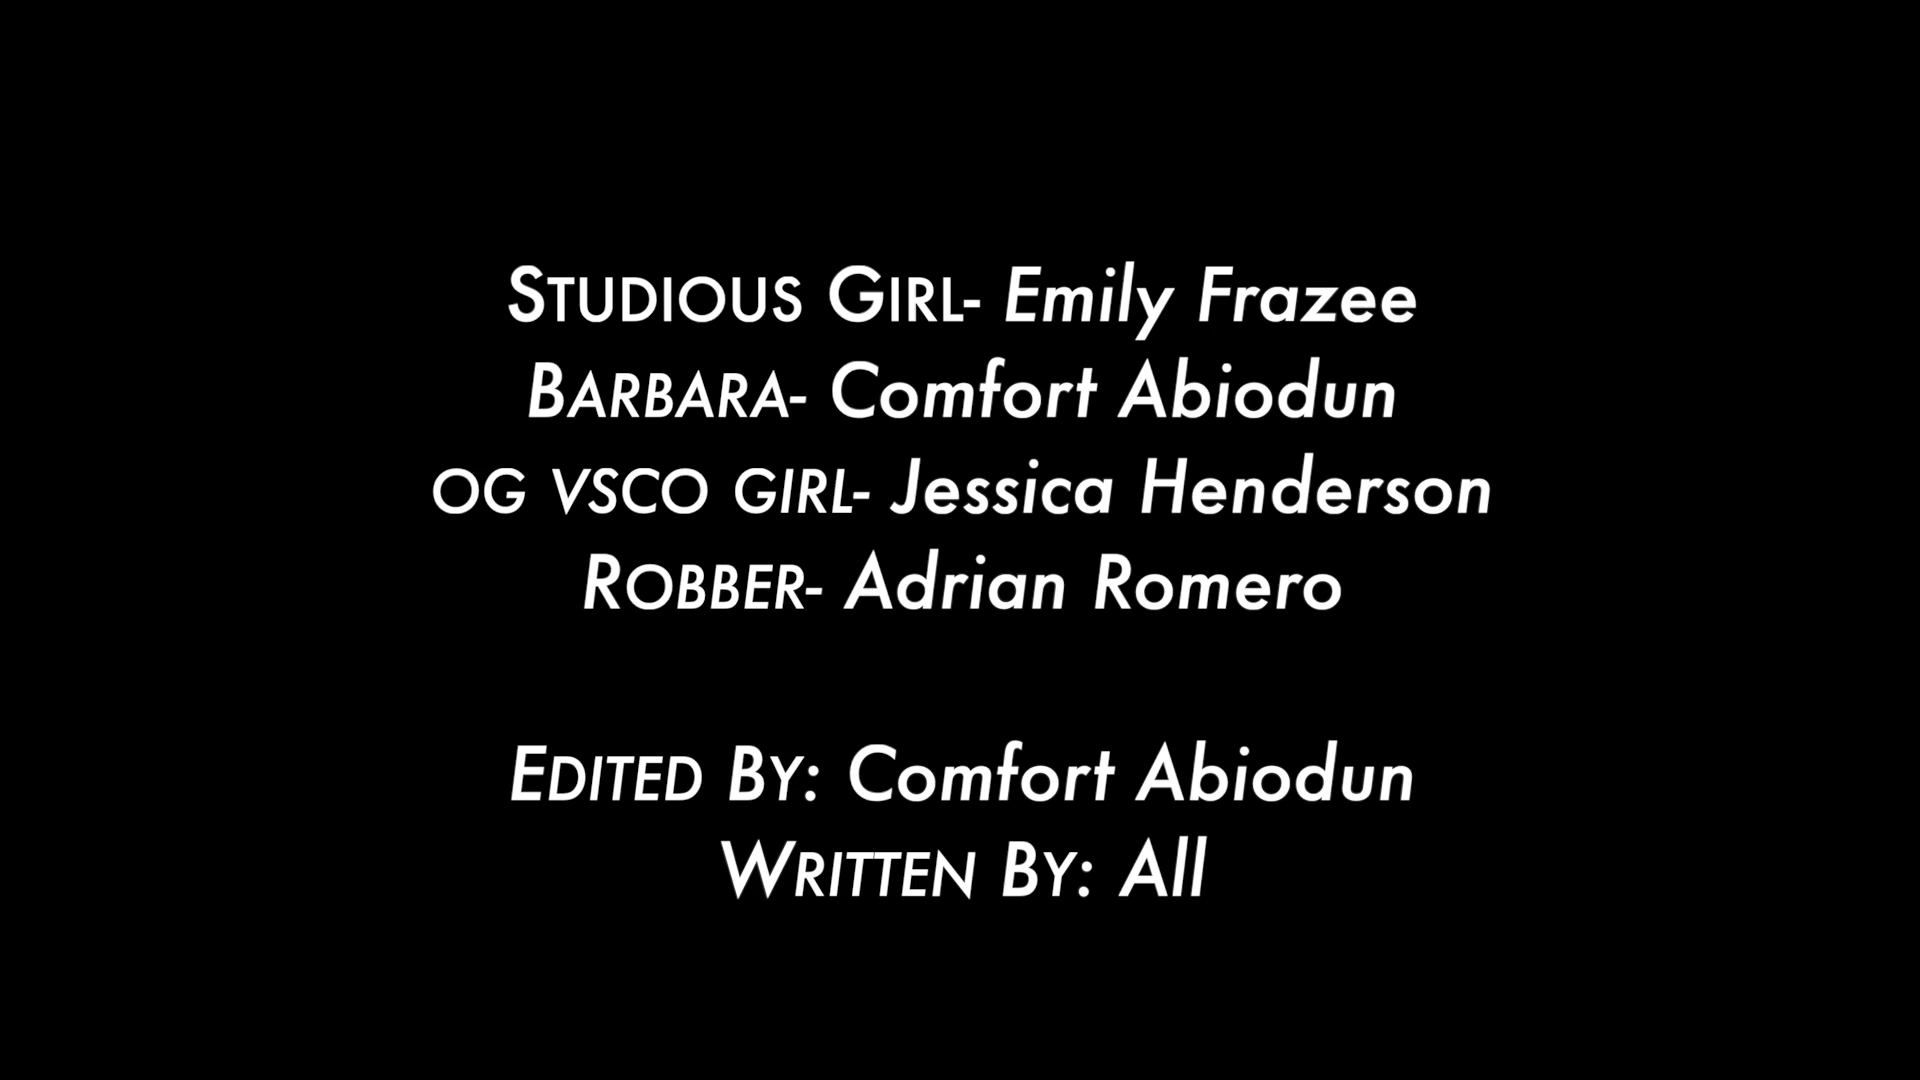 Studious Girl- Emily Frazee
Barbara- Comfort Abiodun
og vsco girl- Jessica Henderson
Robber- Adrian Romero
Edited By: Comfort Abiodun
Written By: All